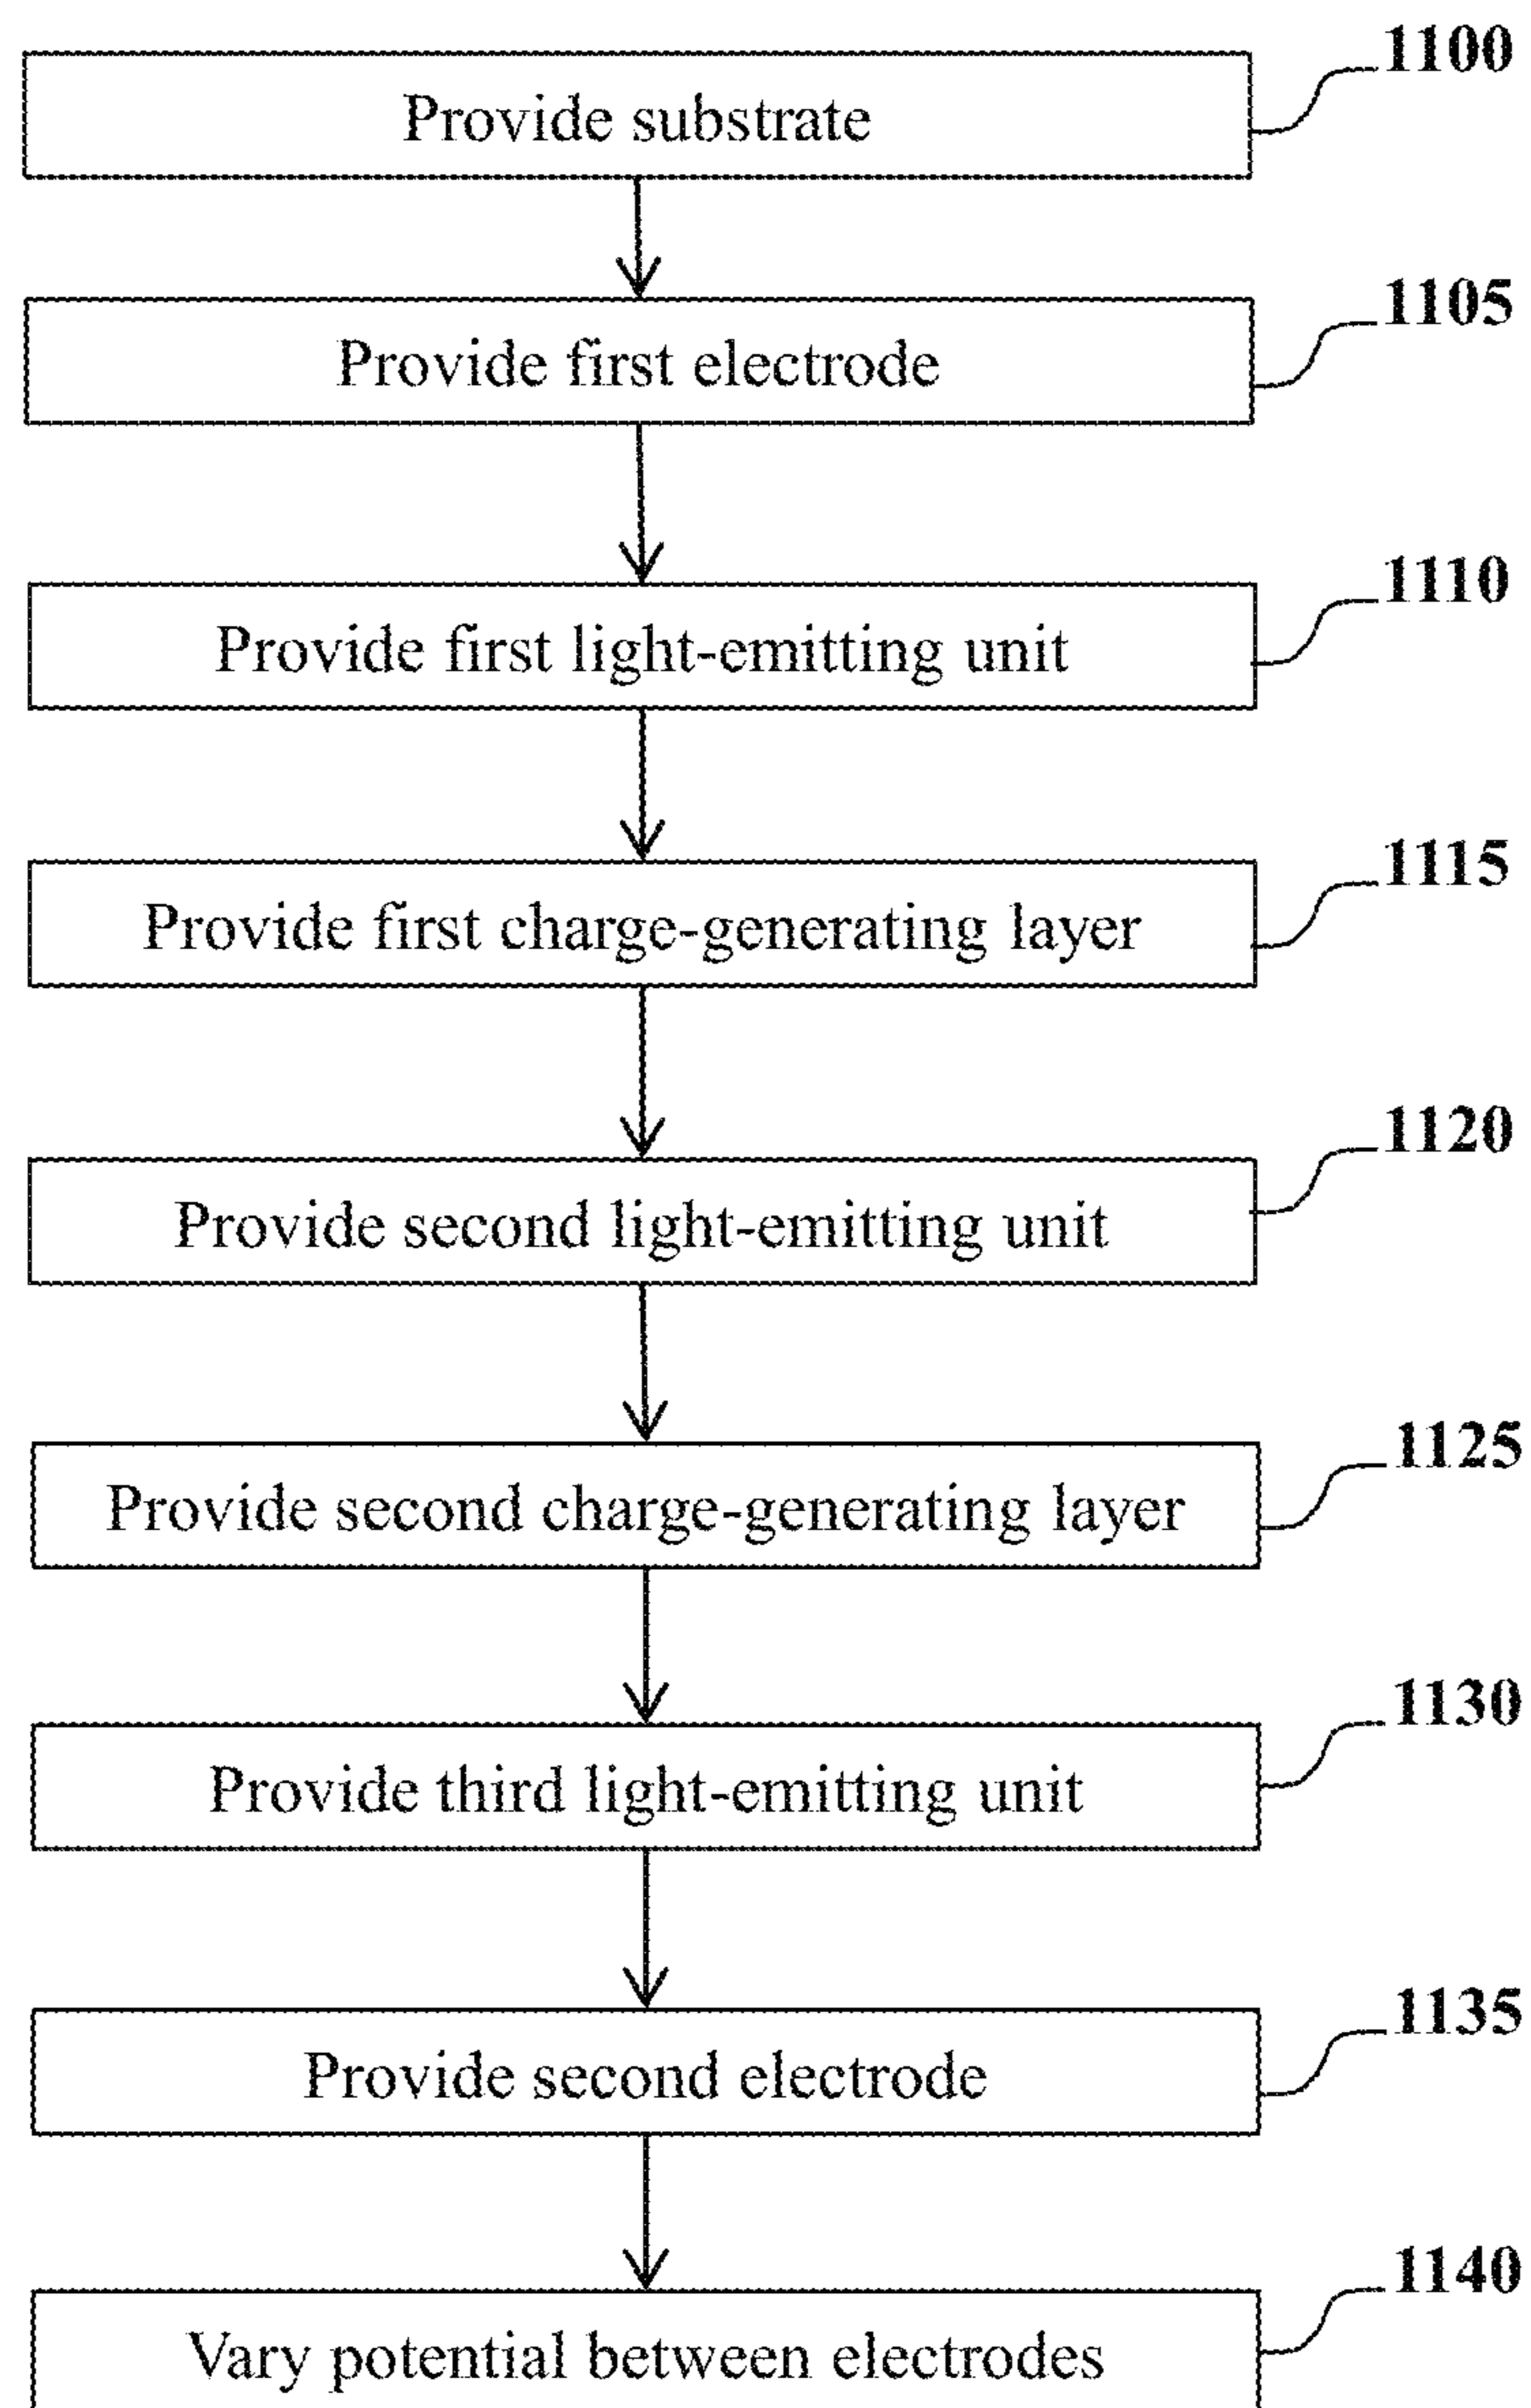 1100
Provide substrate
1105
Provide first electrode
1110
Provide first light-emitting unit
1115
Provide first charge-generating layer
1120
Provide second light-emitting unit
1125
Provide second charge-generating layer
1130
Provide third light-emitting unit
1135
Provide second electrode
1140
Vary potential between electrodes